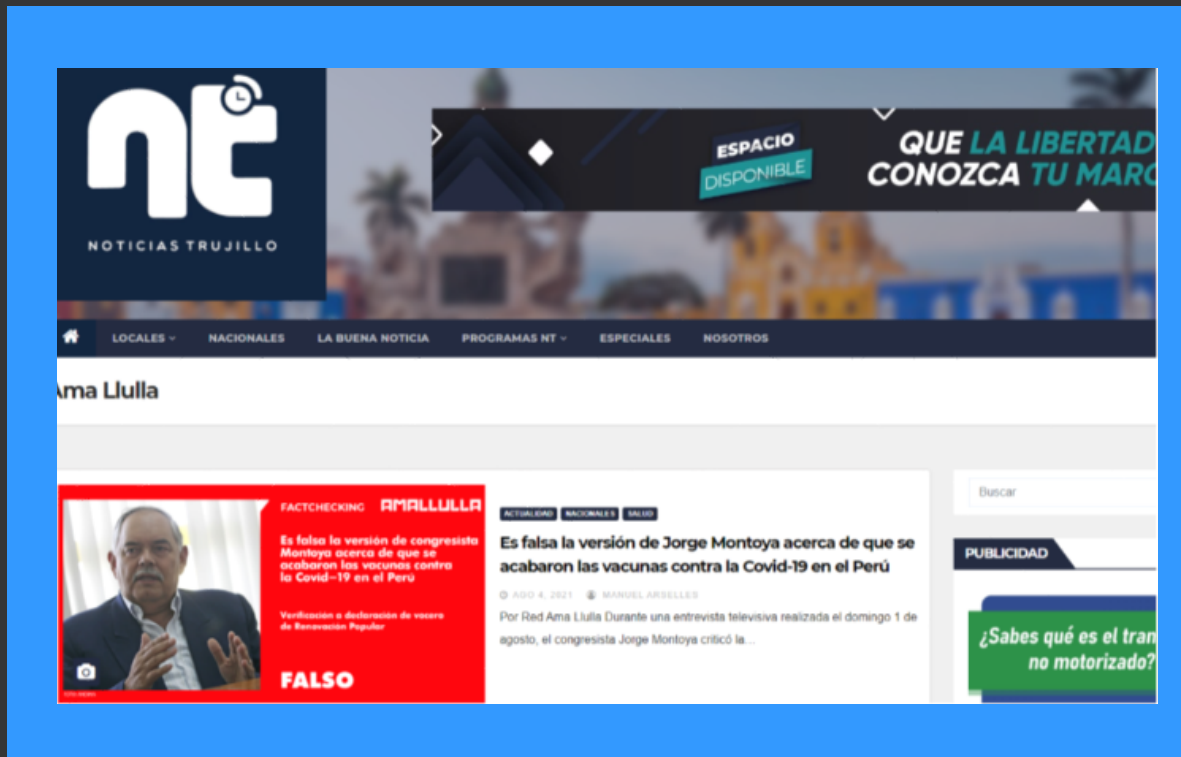 nt
NOTICIAS TRUJILLO
ESPACIO
DISPONIBLE
QUE LA LIBERTAD
CONOZCA TU MARC
LOCALES
NACIONALES
LA BUENA NOTICIA
PROGRAMAS NT
ESPECIALES
NOSOTROS
Ama Llulla
FACTCHECKING AMALLULLA
Es falsa la versión de congresista
Montoya acerca de que se
acabaron las vacunas contra
la Covid-19 en el Perú
Verificación a declaración de vocero
de Renovación Popular
FALSO
ACTUALIDAD NACIONALES SALUD
Es falsa la versión de Jorge Montoya acerca de que se
acabaron las vacunas contra la Covid-19 en el Perú
AGO 4, 2021 MANUEL ARSELLES
Por Red Ama Llulla Durante una entrevista televisiva realizada el domingo 1 de
agosto, el congresista Jorge Montoya criticó la...
Buscar
PUBLICIDAD
¿Sabes qué es el tran
no motorizado?